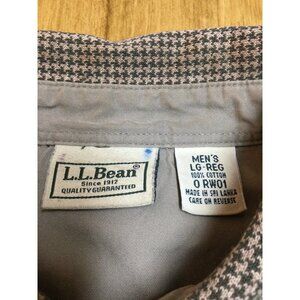 L.L.Bean
Since 1912
QUALITY GUARANTEED
MEN'S
LG-REG
100% COTTON
0 RW01
MADE IN SRI LANKA
CARE ON REVERSE